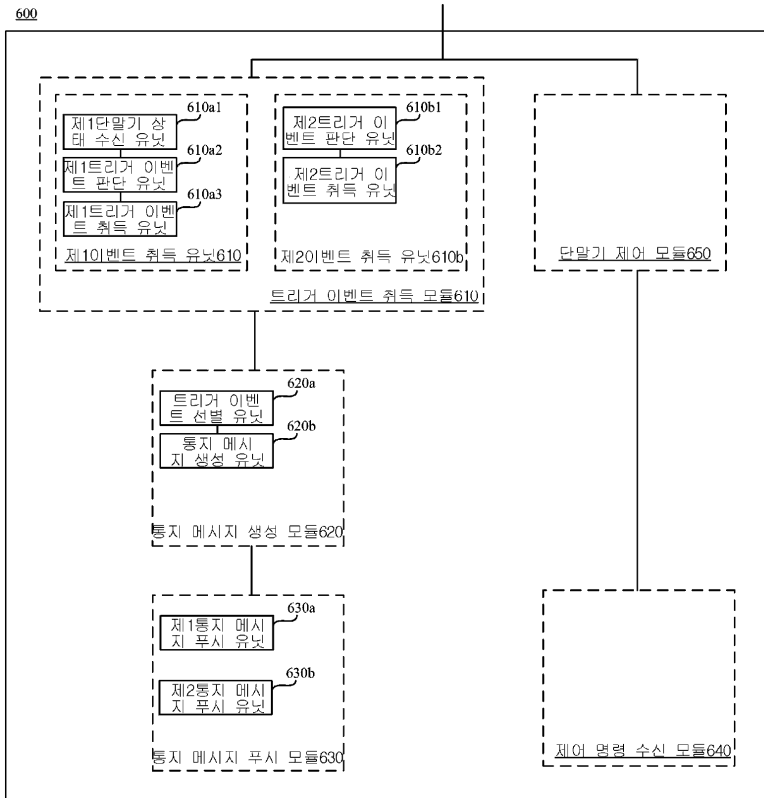 600
610a1
제1단말기 상
태 수신 유닛
610a2
제1트리거 이벤
트 판단 유닛
610a3
제1트리거 이벤
트 취득 유닛
제1이벤트 취득 유닛610
610b1
제2트리거 이
벤트 판단 유닛
610b2
제2트리거 이
벤트 취득 유닛
제2이벤트 취득 유닛610b
트리거 이벤트 취득 모듈610
단말기 제어 모듈650
620a
트리거 이벤
트 선별 유닛
620b
통지 메시
지 생성 유닛
통지 메시지 생성 모듈620
630a
제1통지 메시
지 푸시 유닛
630b
제2통지 메시
지 푸시 유닛
통지 메시지 푸시 모듈630
제어 명령 수신 모듈640